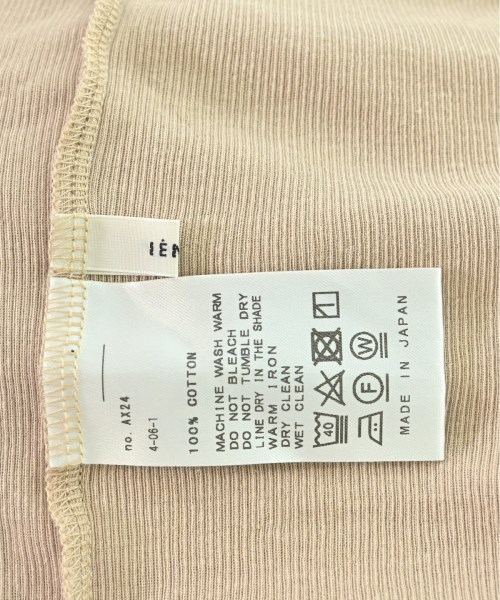 no. AX24
4-06-1
100% COTTON
MACHINE WASH WARM
DO NOT BLEACH
DO NOT TUMBLE DRY
LINE DRY IN THE SHADE
WARM IRON
DRY CLEAN
WET CLEAN
40
F W
MADE IN JAPAN